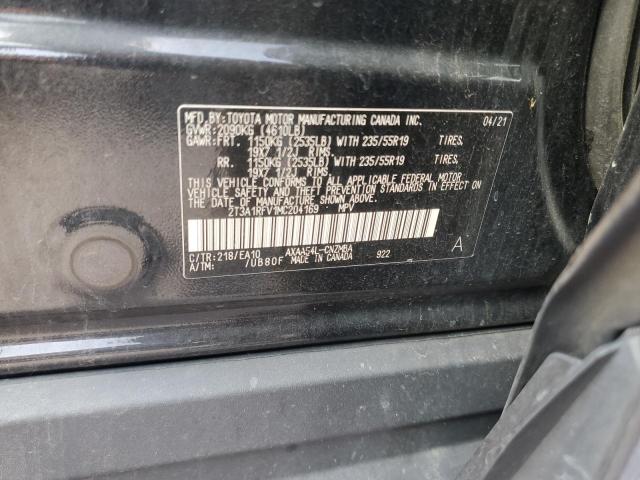 MFD.BY:TOYOTA MOTOR MANUFACTURING CANADA INC. 04/21
GVWR:2090KG (4610LB)
GAWR:FRT. 1150KG (2535LB) WITH 235/55R19 TIRES,
19X7 1/2J RIMS,
RR. 1150KG (2535LB) WITH 235/55R19 TIRES,
19X7 1/2J RIMS,
THIS VEHICLE CONFORMS TO ALL APPLICABLE FEDERAL MOTOR
VEHICLE SAFETY AND THEFT PREVENTION STANDARDS IN EFFECT ON
THE DATE OF MANUFACTURE SHOWN ABOVE.
2T3A1RFV1MC204169 MPV
C/TR:218/EA10 AXAA54L-CNZMBA A
A/TM: /UB80F MADE IN CANADA 922